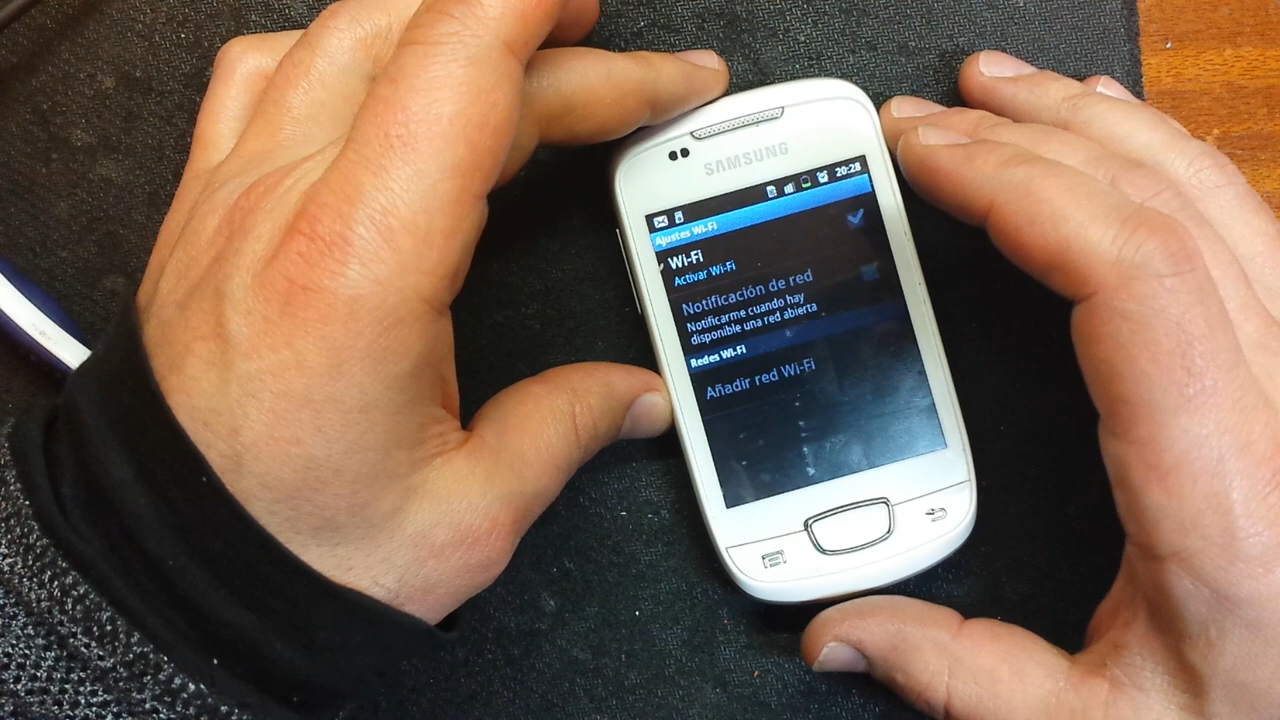 SAMSUNG
20:28
Ajustes Wi-Fi
Wi-Fi
Activar Wi-Fi
Notificación de red
Notificarme cuando hay
disponible una red abierta
Redes Wi-Fi
Añadir red Wi-Fi